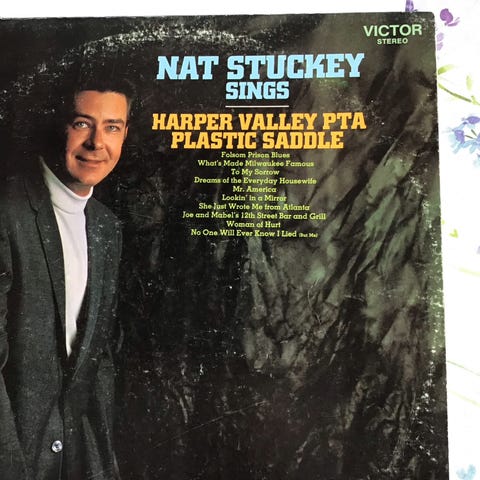 VICTOR
STEREO
NAT STUCKEY
SINGS
HARPER VALLEY PTA
PLASTIC SADDLE
Folsom Prison Blues
What's Made Milwaukee Famous
To My Sorrow
Dreams of the Everyday Housewife
Mr. America
Lookin' in a Mirror
She Just Wrote Me from Atlanta
Joe and Mabel's 12th Street Bar and Grill
Woman of Hurt
No One Will Ever Know I Lied (But Me)